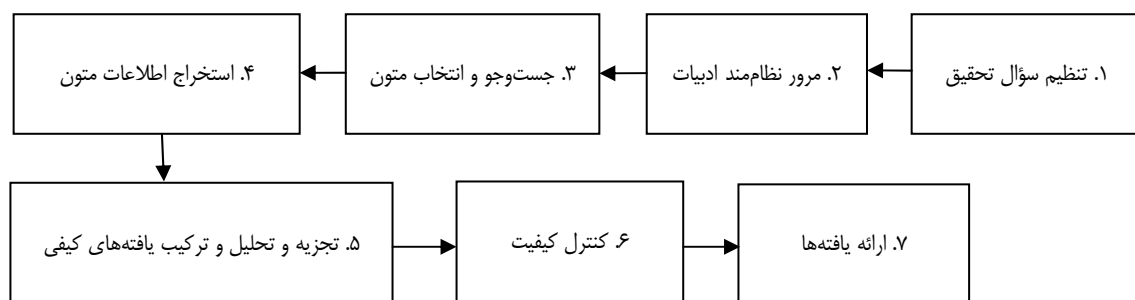 ۱. تنظیم سؤال تحقیق
۲. مرور نظام‌مند ادبیات
۳. جست‌وجو و انتخاب متون
۴. استخراج اطلاعات متون
۵. تجزیه و تحلیل و ترکیب یافته‌های کیفی
۶. کنترل کیفیت
۷. ارائه یافته‌ها